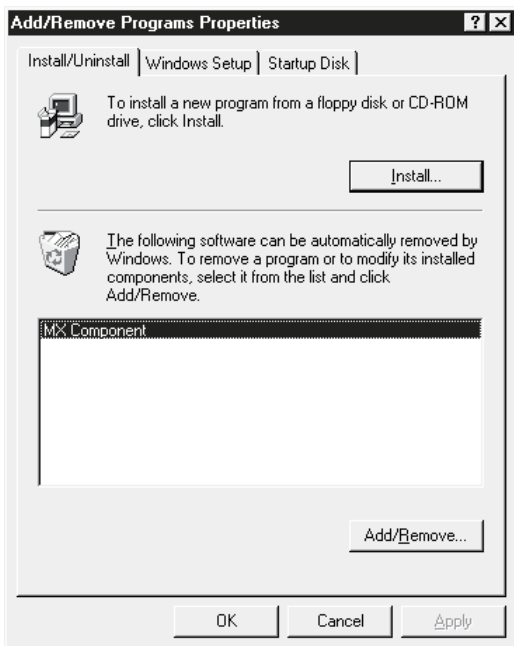 Add/Remove Programs Properties
Install/Uninstall
Windows Setup
Startup Disk
To install a new program from a floppy disk or CD-ROM
drive, click Install.
Install...
The following software can be automatically removed by
Windows. To remove a program or to modify its installed
components, select it from the list and click
Add/Remove.
MX Component
Add/Remove...
OK
Cancel
Apply